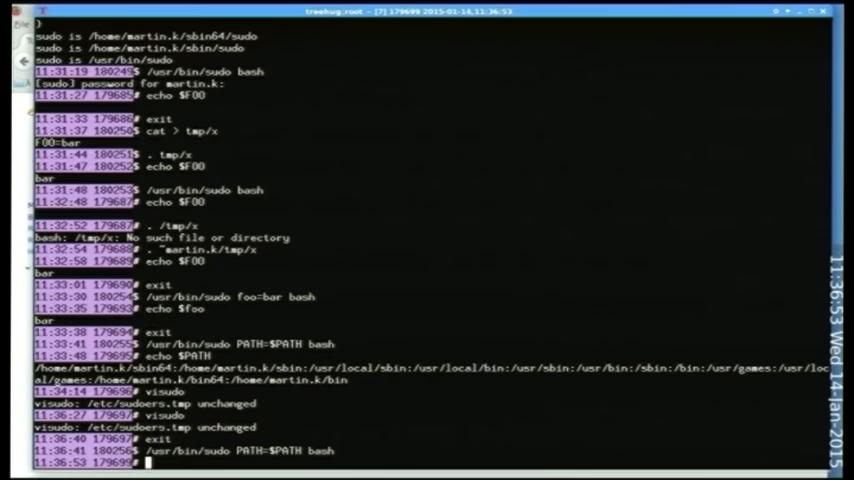 treehug:root - [7] 179699 2015-01-14,11:36:53
File
}
sudo is /home/martin.k/sbin64/sudo
sudo is /home/martin.k/sbin/sudo
sudo is /usr/bin/sudo
11:31:19 180249$ /usr/bin/sudo bash
[sudo] password for martin.k:
11:31:27 179685# echo $FOO
11:31:33 179686# exit
11:31:37 180250$ cat > tmp/x
FOO=bar
11:31:44 180251$ . tmp/x
11:31:47 180252$ echo $FOO
bar
11:31:48 180253$ /usr/bin/sudo bash
11:32:48 179687# echo $FOO
11:32:52 179687# . /tmp/x
bash: /tmp/x: No such file or directory
11:32:54 179688# . ~martin.k/tmp/x
11:32:58 179689# echo $FOO
bar
11:33:01 179690# exit
11:33:30 180254$ /usr/bin/sudo foo=bar bash
11:33:35 179693# echo $foo
bar
11:33:38 179694# exit
11:33:41 180255$ /usr/bin/sudo PATH=$PATH bash
11:33:48 179695# echo $PATH
/home/martin.k/sbin64:/home/martin.k/sbin:/usr/local/sbin:/usr/local/bin:/usr/sbin:/usr/bin:/sbin:/bin:/usr/games:/usr/loc
al/games:/home/martin.k/bin64:/home/martin.k/bin
11:34:14 179696# visudo
visudo: /etc/sudoers.tmp unchanged
11:36:27 179697# visudo
visudo: /etc/sudoers.tmp unchanged
11:36:40 179697# exit
11:36:41 180256$ /usr/bin/sudo PATH=$PATH bash
11:36:53 179699#
11:36:53 Wed 14-Jan-2015